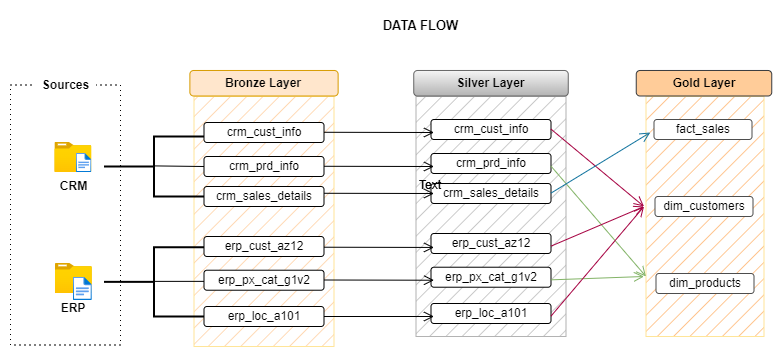 DATA FLOW
Sources
Bronze Layer
Silver Layer
Gold Layer
CRM
ERP
crm_cust_info
crm_prd_info
crm_sales_details
erp_cust_az12
erp_px_cat_g1v2
erp_loc_a101
crm_cust_info
crm_prd_info
Text
crm_sales_details
erp_cust_az12
erp_px_cat_g1v2
erp_loc_a101
fact_sales
dim_customers
dim_products